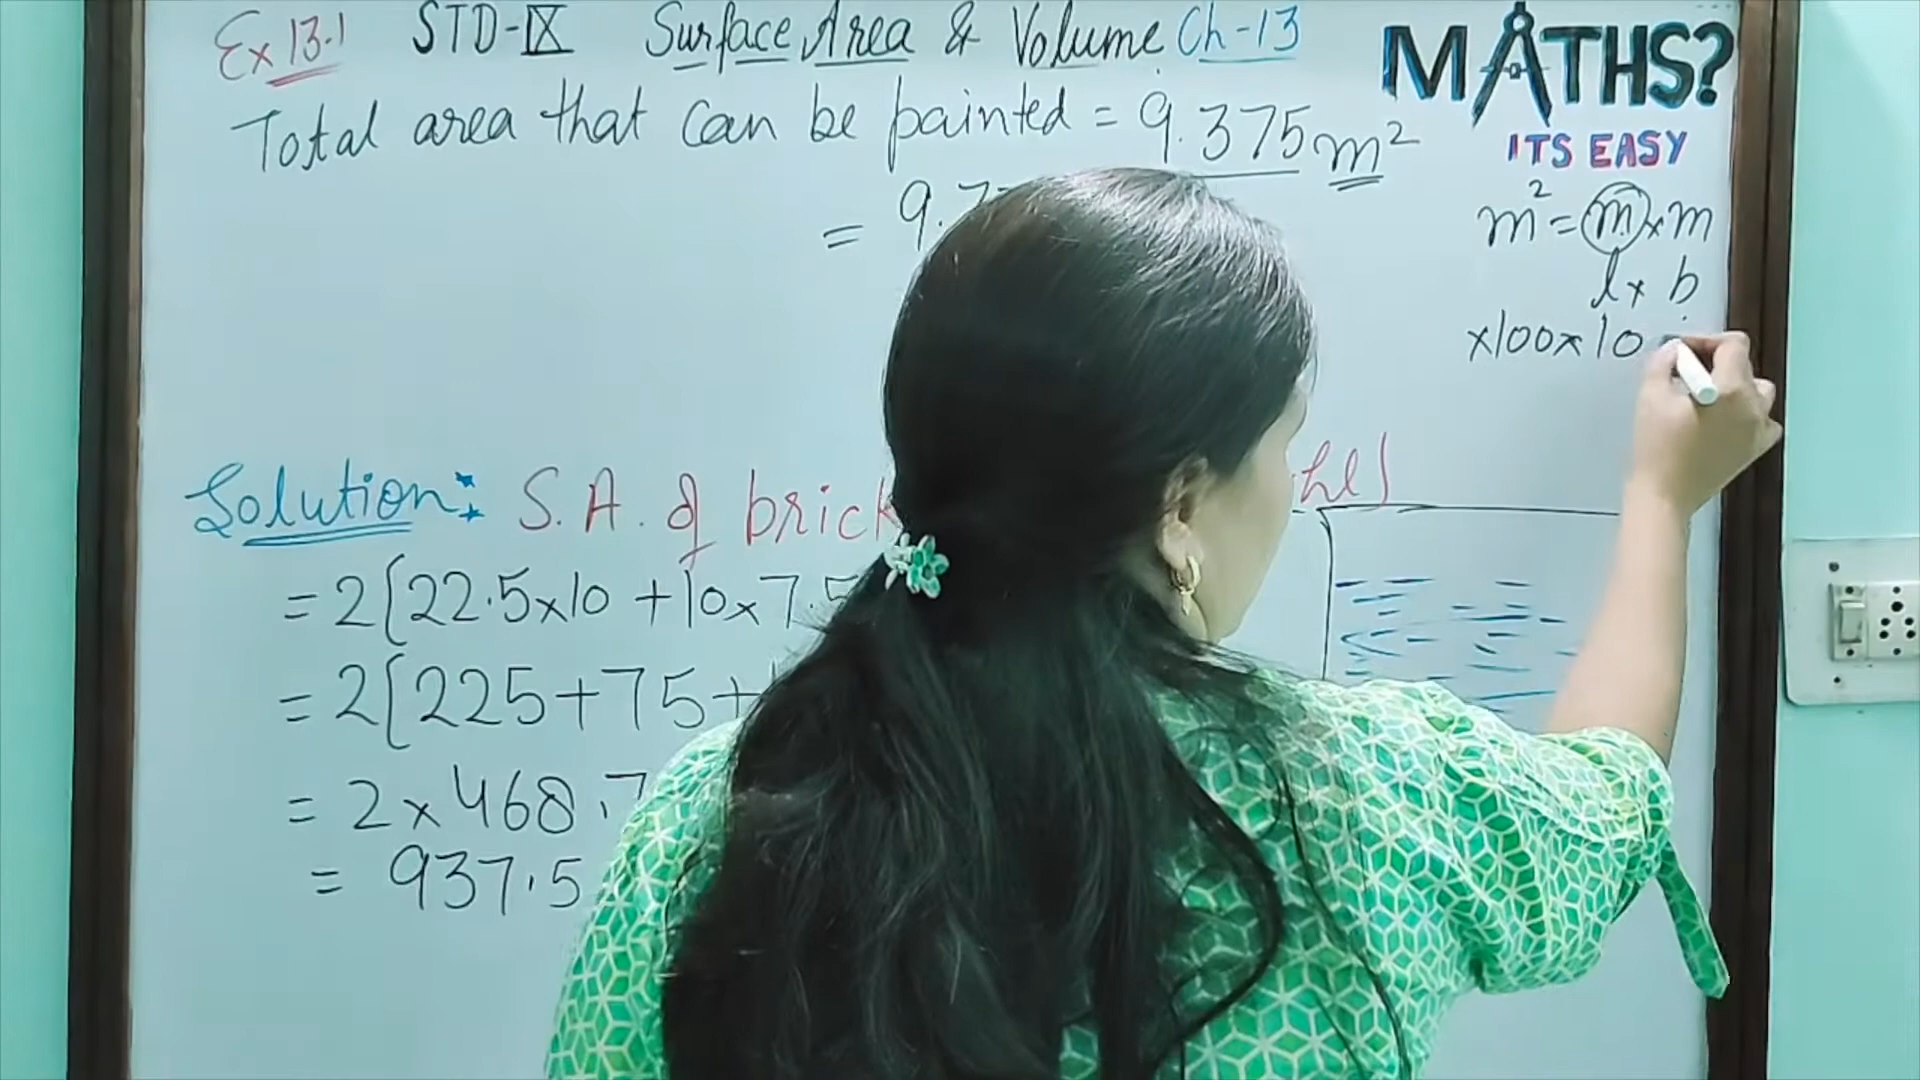 Ex 13.1 STD-IX Surface Area & Volume Ch-13
MATHS?
ITS EASY
Total area that can be painted = 9.375 m²
= 9.
m² = m×m
l× b
×100×10
Solution: S.A. of brick
= 2[22.5×10 +10×7.5
= 2[225+75+
= 2×468.7
= 937.5